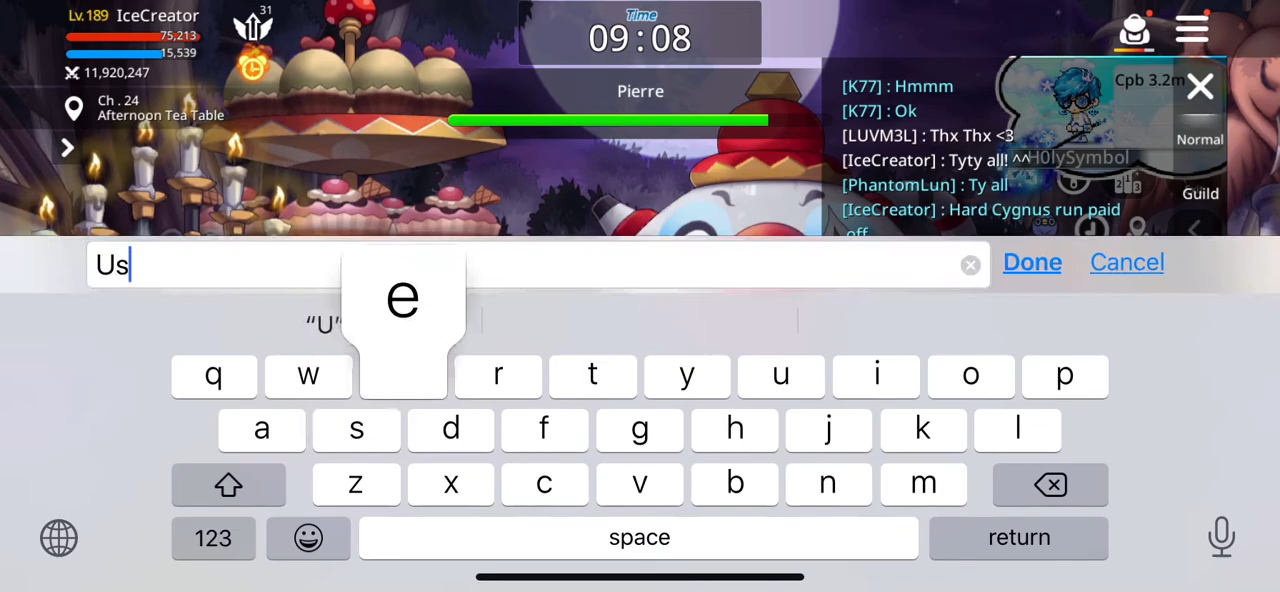 Lv.189 IceCreator
31
75,213
15,539
11,920,247
Ch . 24
Afternoon Tea Table
Time
09:08
Pierre
[K77] : Hmmm
[K77] : Ok
[LUVM3L] : Thx Thx <3
[IceCreator] : Tyty all! ^^
[PhantomLun] : Ty all
[IceCreator] : Hard Cygnus run paid
off
Cpb 3.2m
H0lySymbol
Normal
Guild
Us
Done
Cancel
“U”
e
q w r t y u i o p
a s d f g h j k l
z x c v b n m
123
space
return